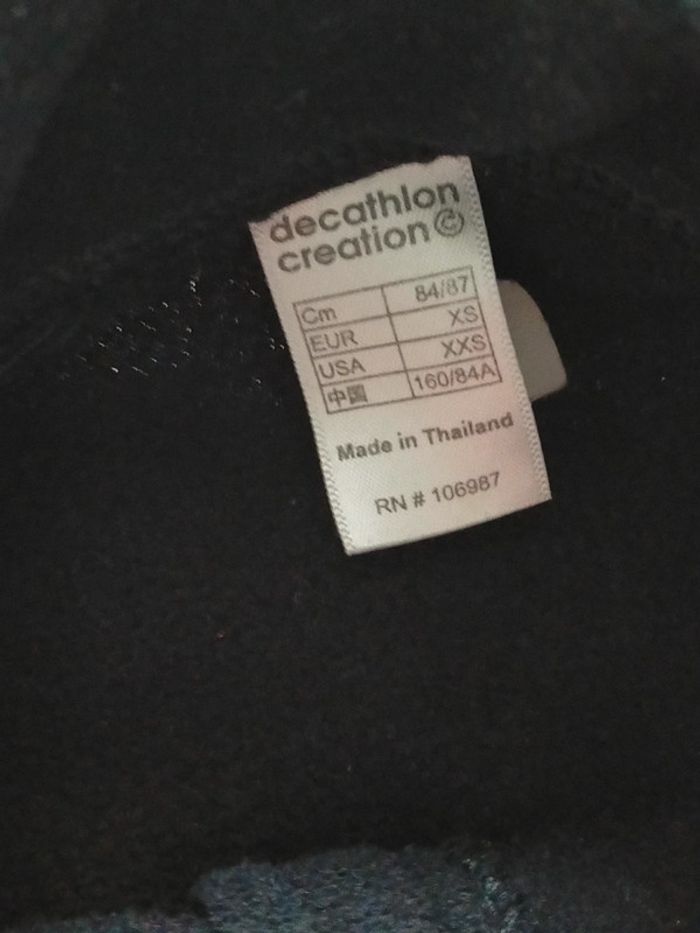 decathlon
creation©
Cm 84/87
EUR XS
USA XXS
中国 160/84A
Made in Thailand
RN # 106987